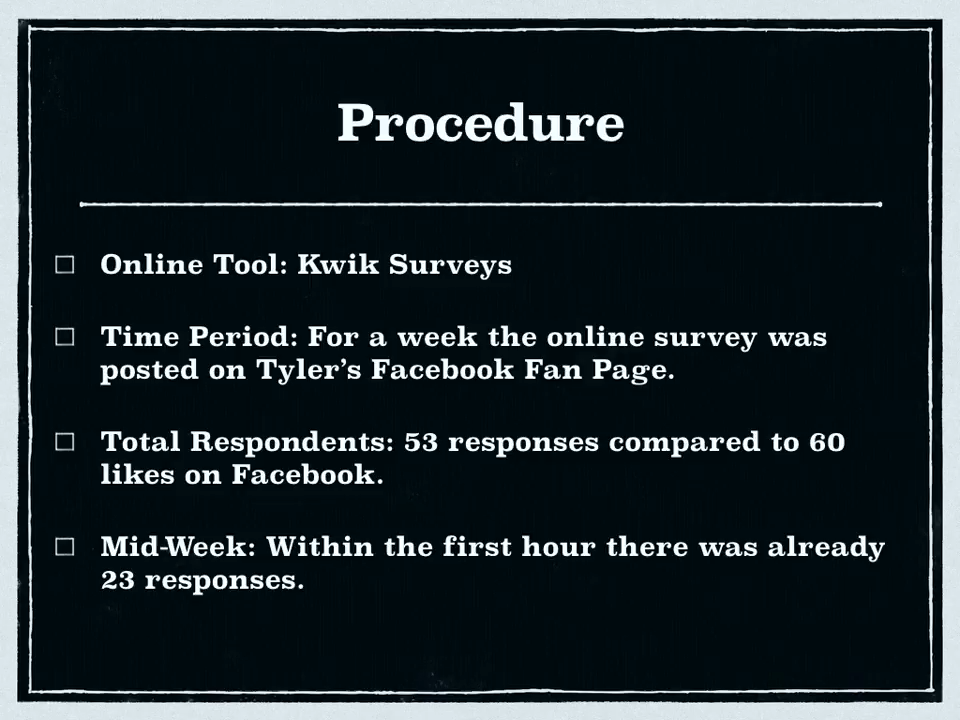 Procedure
Online Tool: Kwik Surveys
Time Period: For a week the online survey was
posted on Tyler’s Facebook Fan Page.
Total Respondents: 53 responses compared to 60
likes on Facebook.
Mid-Week: Within the first hour there was already
23 responses.